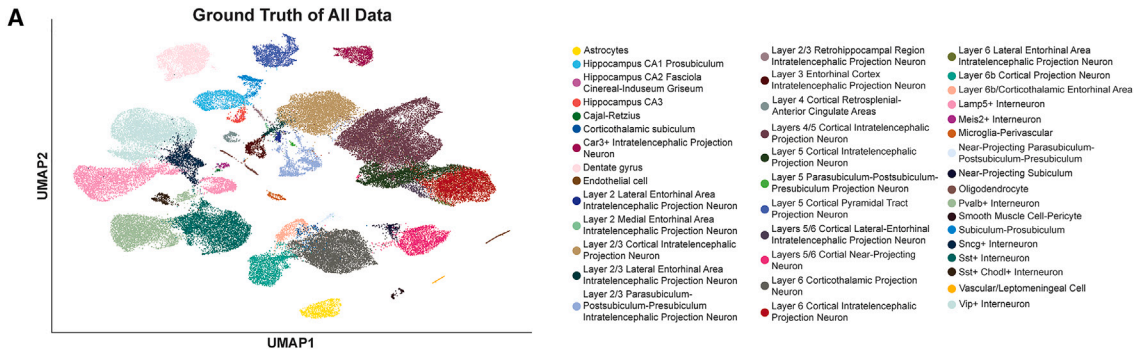 A
Ground Truth of All Data
UMAP2
UMAP1
Astrocytes
Hippocampus CA1 Prosubiculum
Hippocampus CA2 Fasciola
Cinereal-Induseum Griseum
Hippocampus CA3
Cajal-Retzius
Corticothalamic subiculum
Car3+ Intratelencephalic Projection
Neuron
Dentate gyrus
Endothelial cell
Layer 2 Lateral Entorhinal Area
Intratelencephalic Projection Neuron
Layer 2 Medial Entorhinal Area
Intratelencephalic Projection Neuron
Layer 2/3 Cortical Intratelencephalic
Projection Neuron
Layer 2/3 Lateral Entorhinal Area
Intratelencephalic Projection Neuron
Layer 2/3 Parasubiculum-
Postsubiculum-Presubiculum
Intratelencephalic Projection Neuron
Layer 2/3 Retrohippocampal Region
Intratelencephalic Projection Neuron
Layer 3 Entorhinal Cortex
Intratelencephalic Projection Neuron
Layer 4 Cortical Retrosplenial-
Anterior Cingulate Areas
Layers 4/5 Cortical Intratelencephalic
Projection Neuron
Layer 5 Cortical Intratelencephalic
Projection Neuron
Layer 5 Parasubiculum-Postsubiculum-
Presubiculum Projection Neuron
Layer 5 Cortical Pyramidal Tract
Projection Neuron
Layers 5/6 Cortical Lateral-Entorhinal
Intratelencephalic Projection Neuron
Layers 5/6 Cortial Near-Projecting
Neuron
Layer 6 Corticothalamic Projection
Neuron
Layer 6 Cortical Intratelencephalic
Projection Neuron
Layer 6 Lateral Entorhinal Area
Intratelencephalic Projection Neuron
Layer 6b Cortical Projection Neuron
Layer 6b/Corticothalamic Entorhinal Area
Lamp5+ Interneuron
Meis2+ Interneuron
Microglia-Perivascular
Near-Projecting Parasubiculum-
Postsubiculum-Presubiculum
Near-Projecting Subiculum
Oligodendrocyte
Pvalb+ Interneuron
Smooth Muscle Cell-Pericyte
Subiculum-Prosubiculum
Sncg+ Interneuron
Sst+ Interneuron
Sst+ Chodl+ Interneuron
Vascular/Leptomeningeal Cell
Vip+ Interneuron